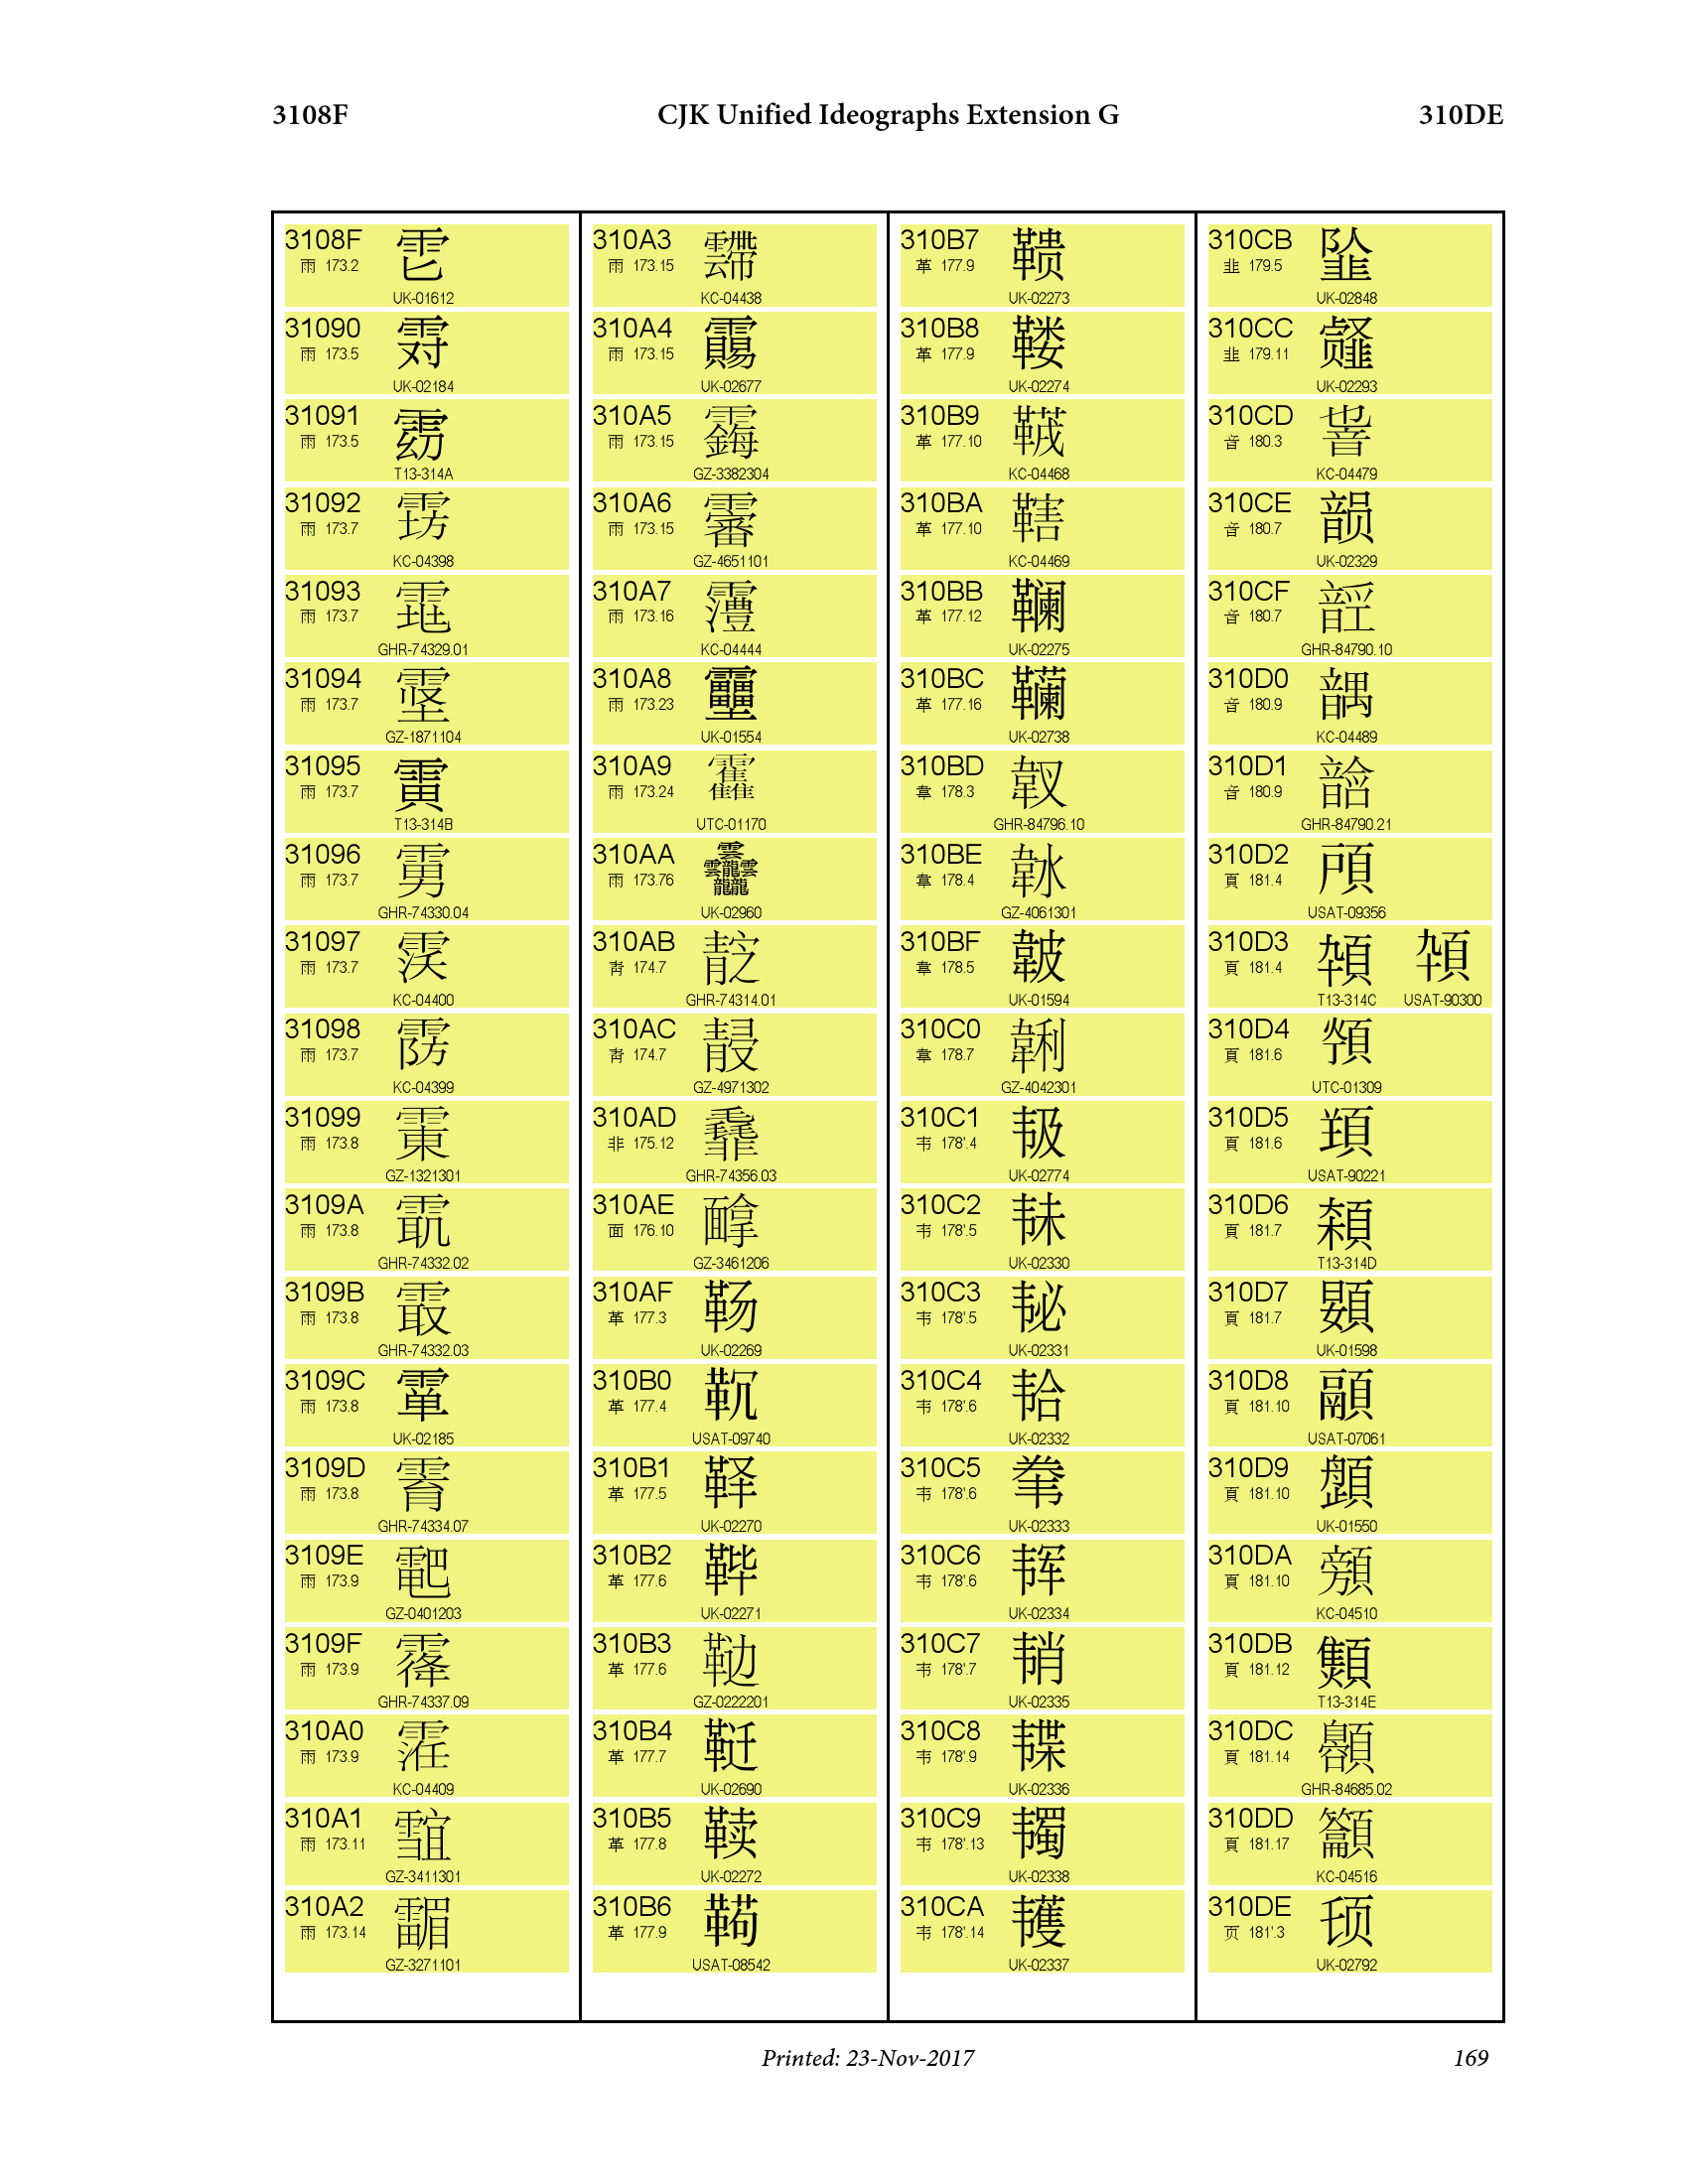 3108F CJK Unified Ideographs Extension G 310DE
3108F
雨 173.2
UK-01612
31090
雨 173.5
UK-02184
31091
雨 173.5
T13-314A
31092
雨 173.7
KC-04398
31093
雨 173.7
GHR-74329.01
31094
雨 173.7
GZ-1871104
31095
雨 173.7
T13-314B
31096
雨 173.7
GHR-74330.04
31097
雨 173.7
KC-04400
31098
雨 173.7
KC-04399
31099
雨 173.8
GZ-1321301
3109A
雨 173.8
GHR-74332.02
3109B
雨 173.8
GHR-74332.03
3109C
雨 173.8
UK-02185
3109D
雨 173.8
GHR-74334.07
3109E
雨 173.9
GZ-0401203
3109F
雨 173.9
GHR-74337.09
310A0
雨 173.9
KC-04409
310A1
雨 173.11
GZ-3411301
310A2
雨 173.14
GZ-3271101
310A3
雨 173.15
KC-04438
310A4
雨 173.15
UK-02677
310A5
雨 173.15
GZ-3382304
310A6
雨 173.15
GZ-4651101
310A7
雨 173.16
KC-04444
310A8
雨 173.23
UK-01554
310A9
雨 173.24
UTC-01170
310AA
雨 173.76
UK-02960
310AB
靑 174.7
GHR-74314.01
310AC
靑 174.7
GZ-4971302
310AD
非 175.12
GHR-74356.03
310AE
面 176.10
GZ-3461206
310AF
革 177.3
UK-02269
310B0
革 177.4
USAT-09740
310B1
革 177.5
UK-02270
310B2
革 177.6
UK-02271
310B3
革 177.6
GZ-0222201
310B4
革 177.7
UK-02690
310B5
革 177.8
UK-02272
310B6
革 177.9
USAT-08542
310B7
革 177.9
UK-02273
310B8
革 177.9
UK-02274
310B9
革 177.10
KC-04468
310BA
革 177.10
KC-04469
310BB
革 177.12
UK-02275
310BC
革 177.16
UK-02738
310BD
韋 178.3
GHR-84796.10
310BE
韋 178.4
GZ-4061301
310BF
韋 178.5
UK-01594
310C0
韋 178.7
GZ-4042301
310C1
韦 178'.4
UK-02774
310C2
韦 178'.5
UK-02330
310C3
韦 178'.5
UK-02331
310C4
韦 178'.6
UK-02332
310C5
韦 178'.6
UK-02333
310C6
韦 178'.6
UK-02334
310C7
韦 178'.7
UK-02335
310C8
韦 178'.9
UK-02336
310C9
韦 178'.13
UK-02338
310CA
韦 178'.14
UK-02337
310CB
韭 179.5
UK-02848
310CC
韭 179.11
UK-02293
310CD
音 180.3
KC-04479
310CE
音 180.7
UK-02329
310CF
音 180.7
GHR-84790.10
310D0
音 180.9
KC-04489
310D1
音 180.9
GHR-84790.21
310D2
頁 181.4
USAT-09356
310D3
頁 181.4
T13-314C USAT-90300
310D4
頁 181.6
UTC-01309
310D5
頁 181.6
USAT-90221
310D6
頁 181.7
T13-314D
310D7
頁 181.7
UK-01598
310D8
頁 181.10
USAT-07061
310D9
頁 181.10
UK-01550
310DA
頁 181.10
KC-04510
310DB
頁 181.12
T13-314E
310DC
頁 181.14
GHR-84685.02
310DD
頁 181.17
KC-04516
310DE
页 181'.3
UK-02792
Printed: 23-Nov-2017 169